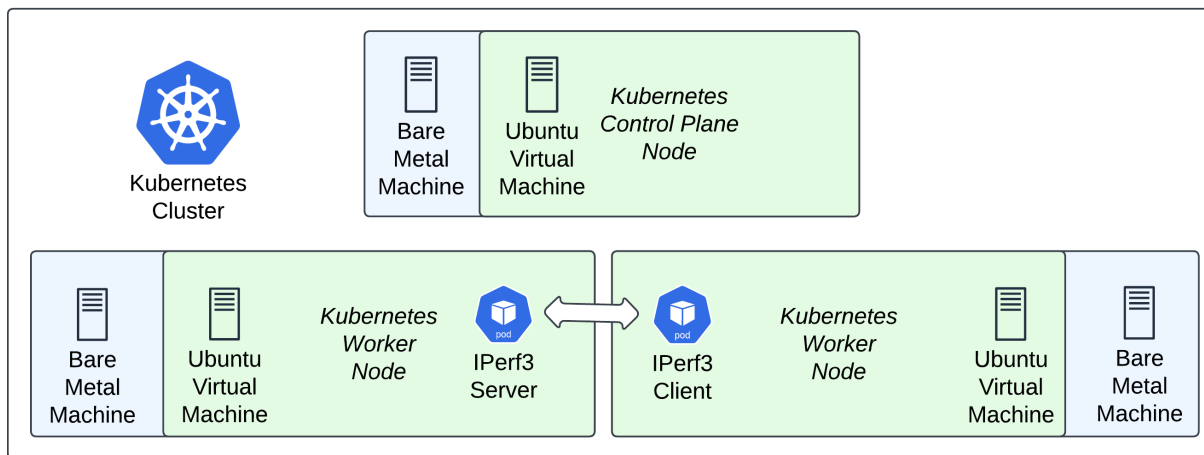 Kubernetes
Cluster
Bare
Metal
Machine
Ubuntu
Virtual
Machine
Kubernetes
Control Plane
Node
Bare
Metal
Machine
Ubuntu
Virtual
Machine
Kubernetes
Worker
Node
pod
IPerf3
Server
pod
IPerf3
Client
Kubernetes
Worker
Node
Ubuntu
Virtual
Machine
Bare
Metal
Machine